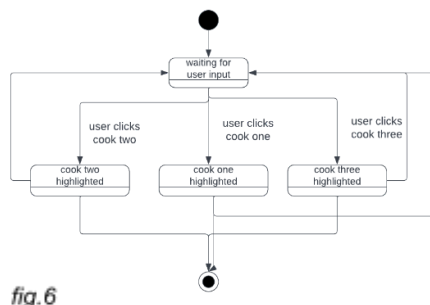 waiting for
user input
user clicks
cook two
user clicks
cook one
user clicks
cook three
cook two
highlighted
cook one
highlighted
cook three
highlighted
fig.6